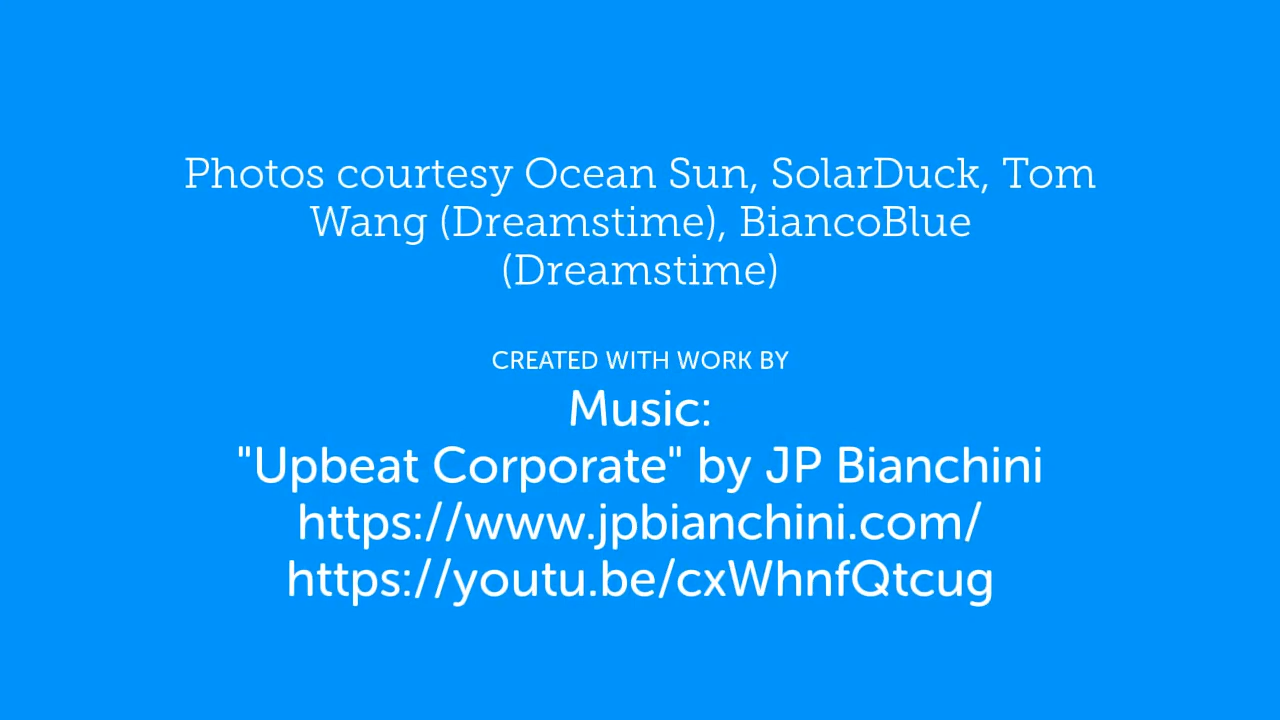 Photos courtesy Ocean Sun, SolarDuck, Tom
Wang (Dreamstime), BiancoBlue
(Dreamstime)
CREATED WITH WORK BY
Music:
"Upbeat Corporate" by JP Bianchini
https://www.jpbianchini.com/
https://youtu.be/cxWhnfQtcug